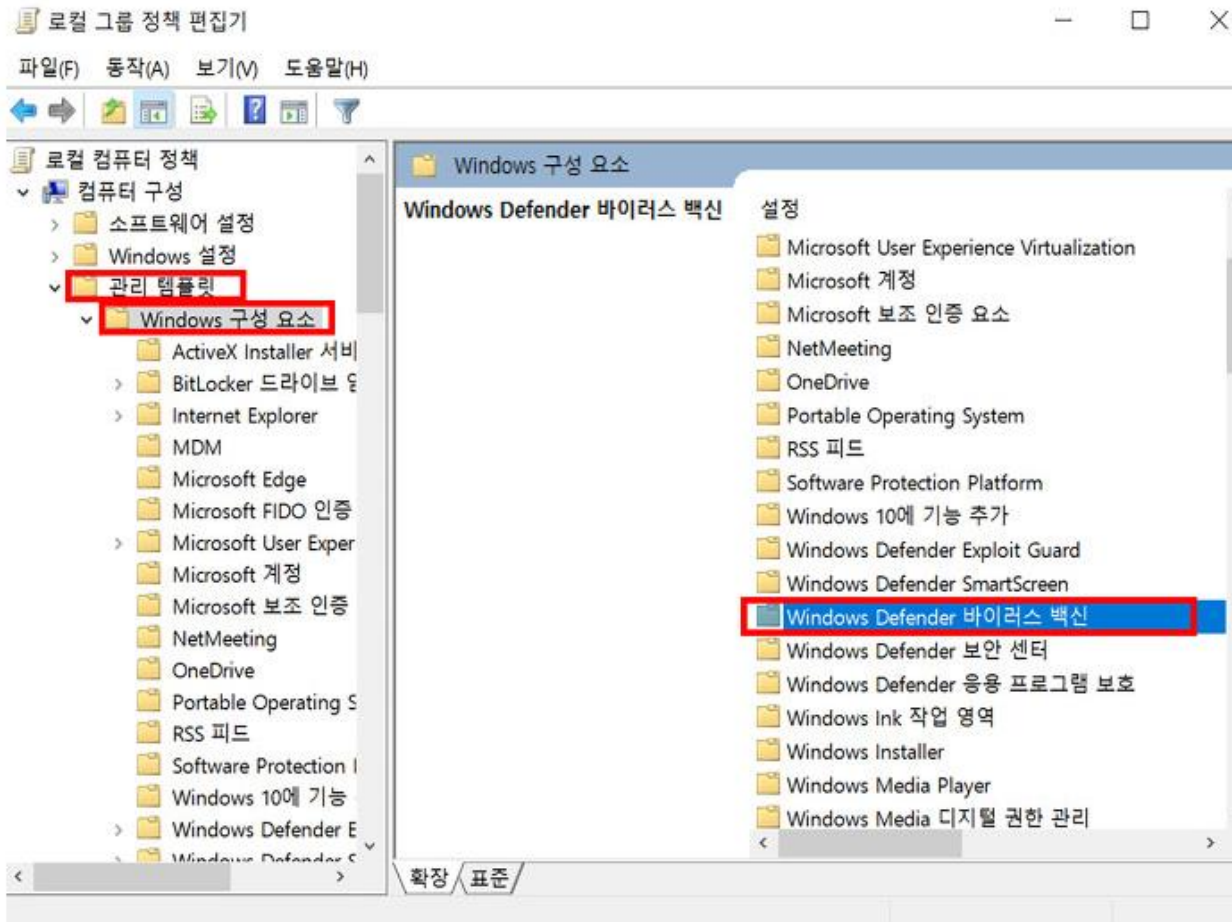 로컬 그룹 정책 편집기
파일(F) 동작(A) 보기(V) 도움말(H)
로컬 컴퓨터 정책
컴퓨터 구성
소프트웨어 설정
Windows 설정
관리 템플릿
Windows 구성 요소
ActiveX Installer 서비
BitLocker 드라이브
Internet Explorer
MDM
Microsoft Edge
Microsoft FIDO 인증
Microsoft User Exper
Microsoft 계정
Microsoft 보조 인증
NetMeeting
OneDrive
Portable Operating S
RSS 피드
Software Protection
Windows 10에 기능
Windows Defender E
Windows Defender S
Windows 구성 요소
Windows Defender 바이러스 백신
설정
Microsoft User Experience Virtualization
Microsoft 계정
Microsoft 보조 인증 요소
NetMeeting
OneDrive
Portable Operating System
RSS 피드
Software Protection Platform
Windows 10에 기능 추가
Windows Defender Exploit Guard
Windows Defender SmartScreen
Windows Defender 바이러스 백신
Windows Defender 보안 센터
Windows Defender 응용 프로그램 보호
Windows Ink 작업 영역
Windows Installer
Windows Media Player
Windows Media 디지털 권한 관리
확장 표준